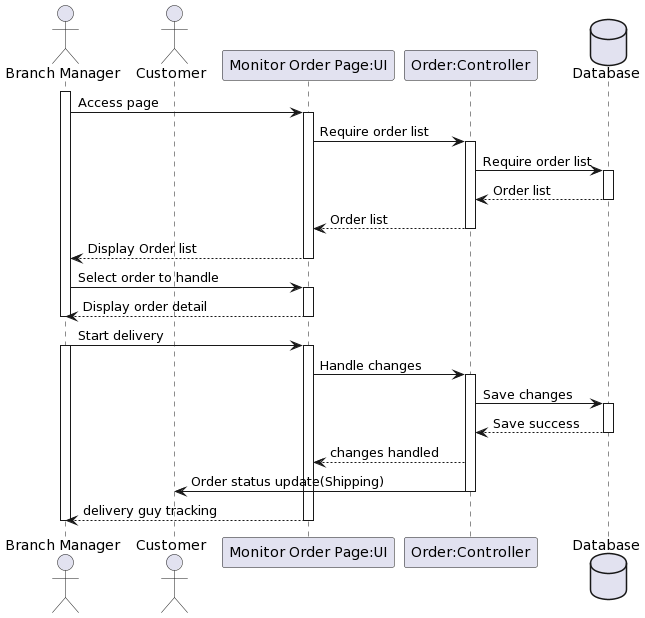 Branch Manager
Customer
Monitor Order Page:UI
Order:Controller
Database
Access page
Require order list
Require order list
Order list
Order list
Display Order list
Select order to handle
Display order detail
Start delivery
Handle changes
Save changes
Save success
changes handled
Order status update(Shipping)
delivery guy tracking
Branch Manager
Customer
Monitor Order Page:UI
Order:Controller
Database